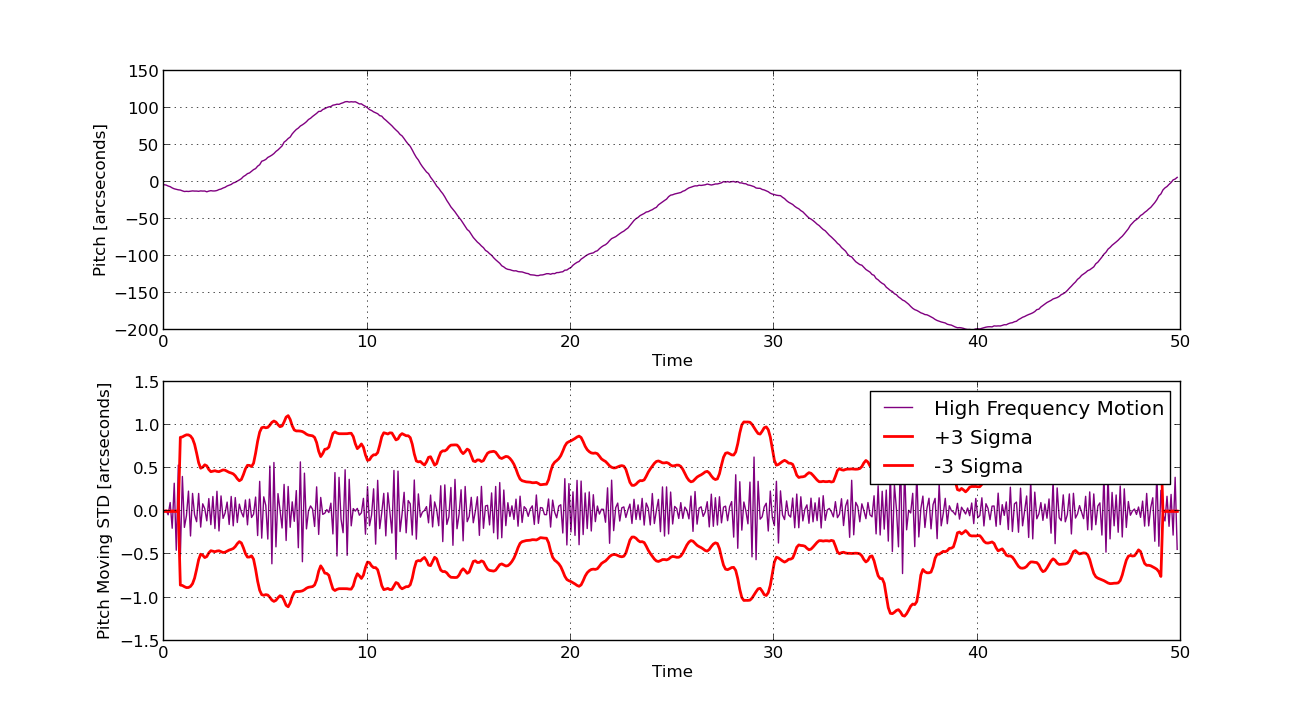 150
100
50
0
−50
−100
−150
−200
Pitch [arcseconds]
0 10 20 30 40 50
Time
1.5
1.0
0.5
0.0
−0.5
−1.0
−1.5
Pitch Moving STD [arcseconds]
High Frequency Motion
+3 Sigma
-3 Sigma
0 10 20 30 40 50
Time